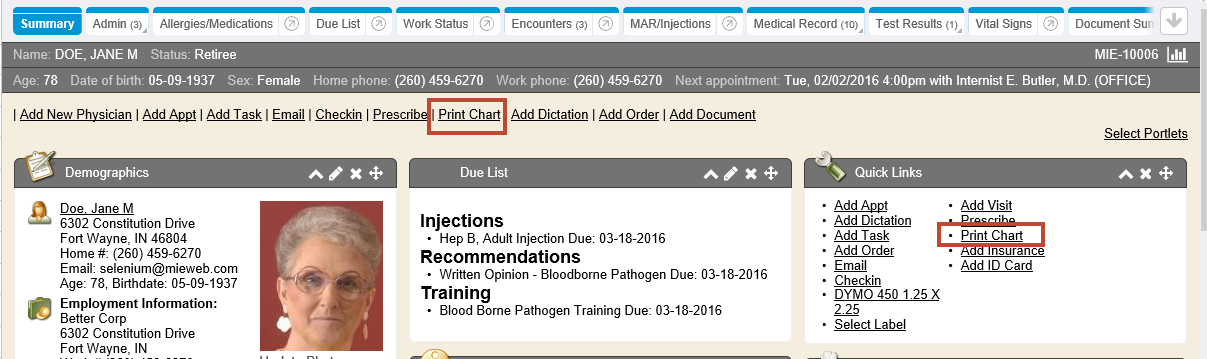 Summary Admin (3) Allergies/Medications Due List Work Status Encounters (3) MAR/Injections Medical Record (10) Test Results (1) Vital Signs Document Sum
Name: DOE, JANE M Status: Retiree MIE-10006
Age: 78 Date of birth: 05-09-1937 Sex: Female Home phone: (260) 459-6270 Work phone: (260) 459-6270 Next appointment: Tue, 02/02/2016 4:00pm with Internist E. Butler, M.D. (OFFICE)
| Add New Physician | Add Appt | Add Task | Email | Checkin | Prescribe | Print Chart Add Dictation | Add Order | Add Document
Select Portlets
Demographics
Doe, Jane M
6302 Constitution Drive
Fort Wayne, IN 46804
Home #: (260) 459-6270
Email: selenium@mieweb.com
Age: 78, Birthdate: 05-09-1937
Employment Information:
Better Corp
6302 Constitution Drive
Fort Wayne, IN
Due List
Injections
• Hep B, Adult Injection Due: 03-18-2016
Recommendations
• Written Opinion - Bloodborne Pathogen Due: 03-18-2016
Training
• Blood Borne Pathogen Training Due: 03-18-2016
Quick Links
• Add Appt
• Add Dictation
• Add Task
• Add Order
• Email
• Checkin
• DYMO 450 1.25 X
2.25
• Select Label
• Add Visit
• Prescribe
• Print Chart
• Add Insurance
• Add ID Card